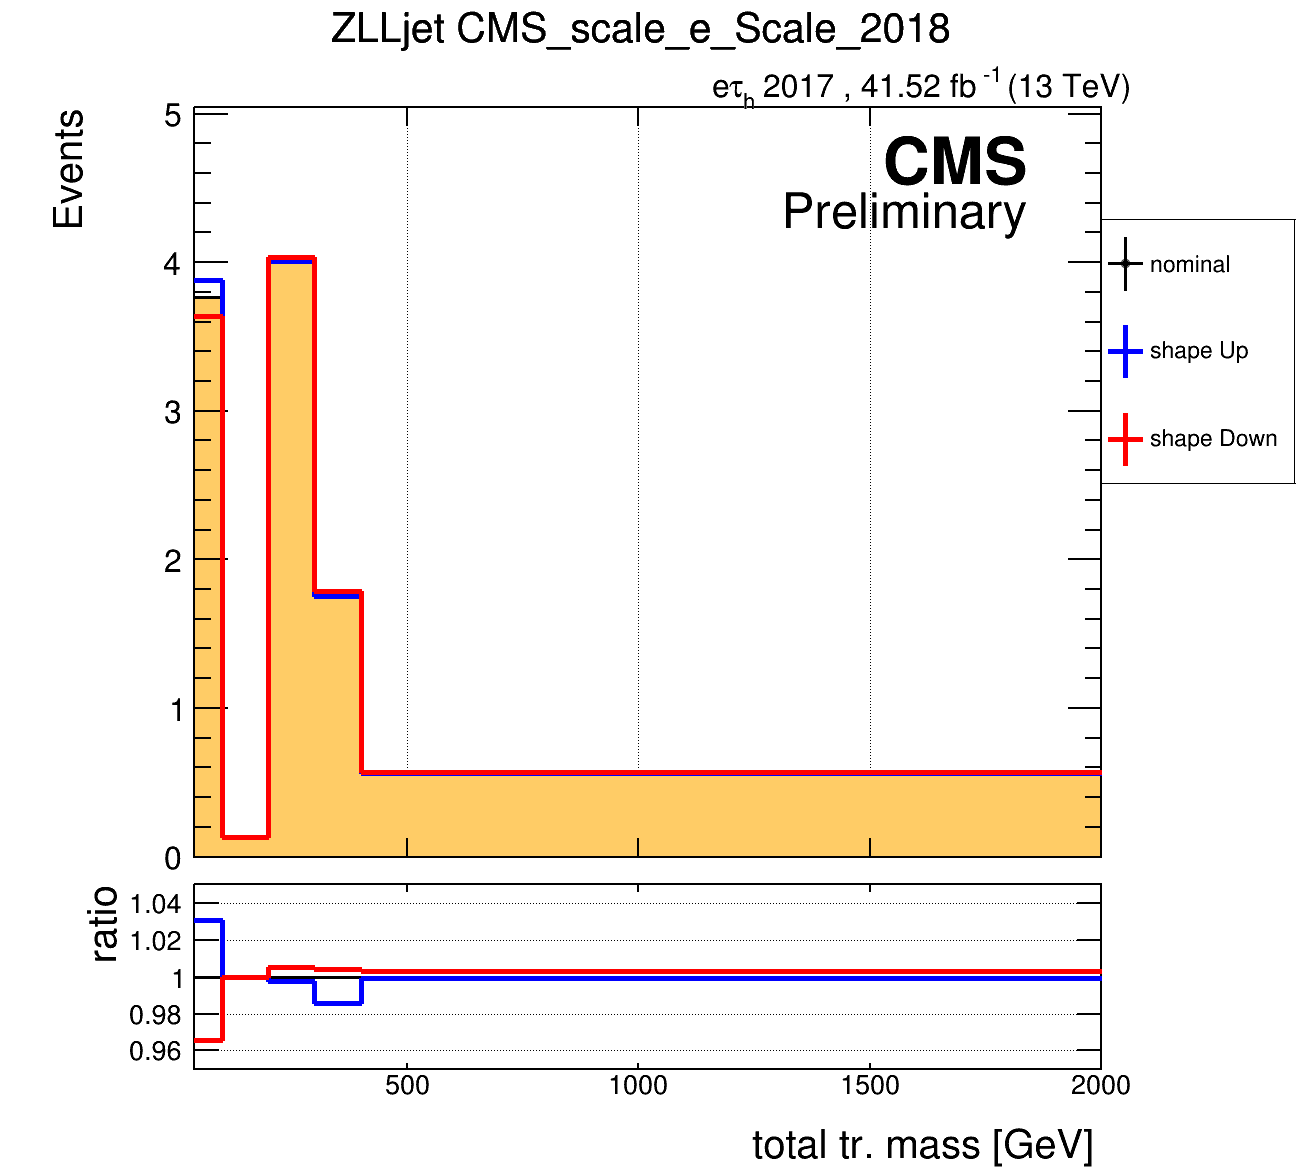 ZLLjet CMS_scale_e_Scale_2018
eτh 2017 , 41.52 fb-1 (13 TeV)
Events
5
4
3
2
1
0
CMS
Preliminary
nominal
shape Up
shape Down
ratio
1.04
1.02
1
0.98
0.96
500 1000 1500 2000
total tr. mass [GeV]